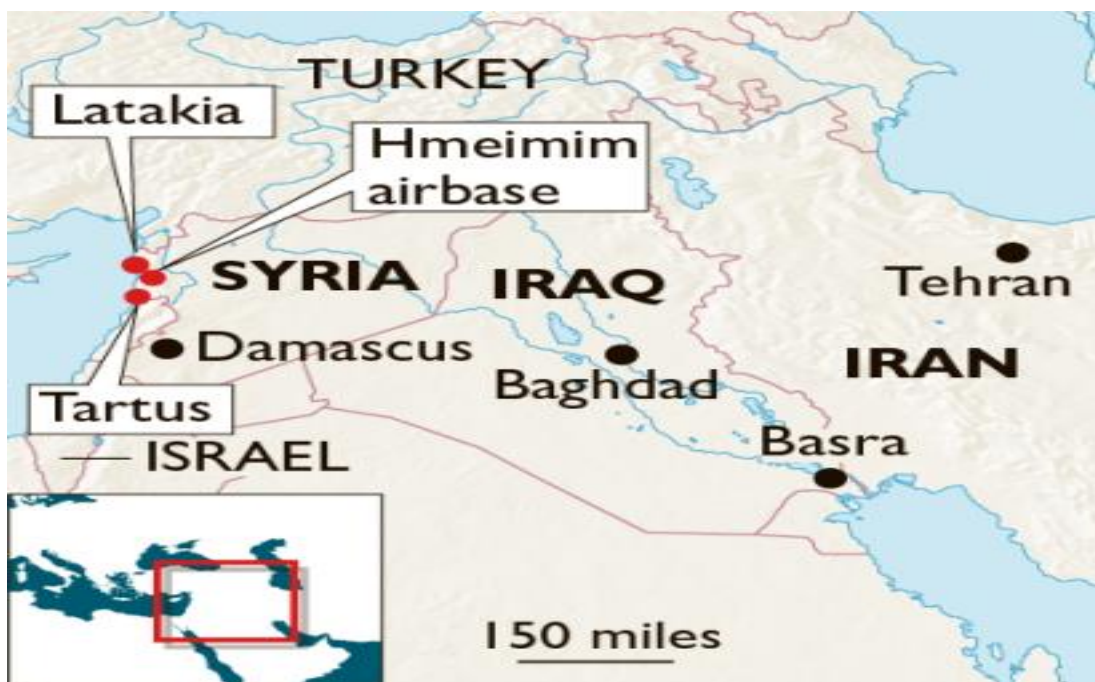 TURKEY
Latakia
Hmeimim
airbase
SYRIA
IRAQ
Tehran
Damascus
Baghdad
IRAN
Tartus
Basra
ISRAEL
150 miles